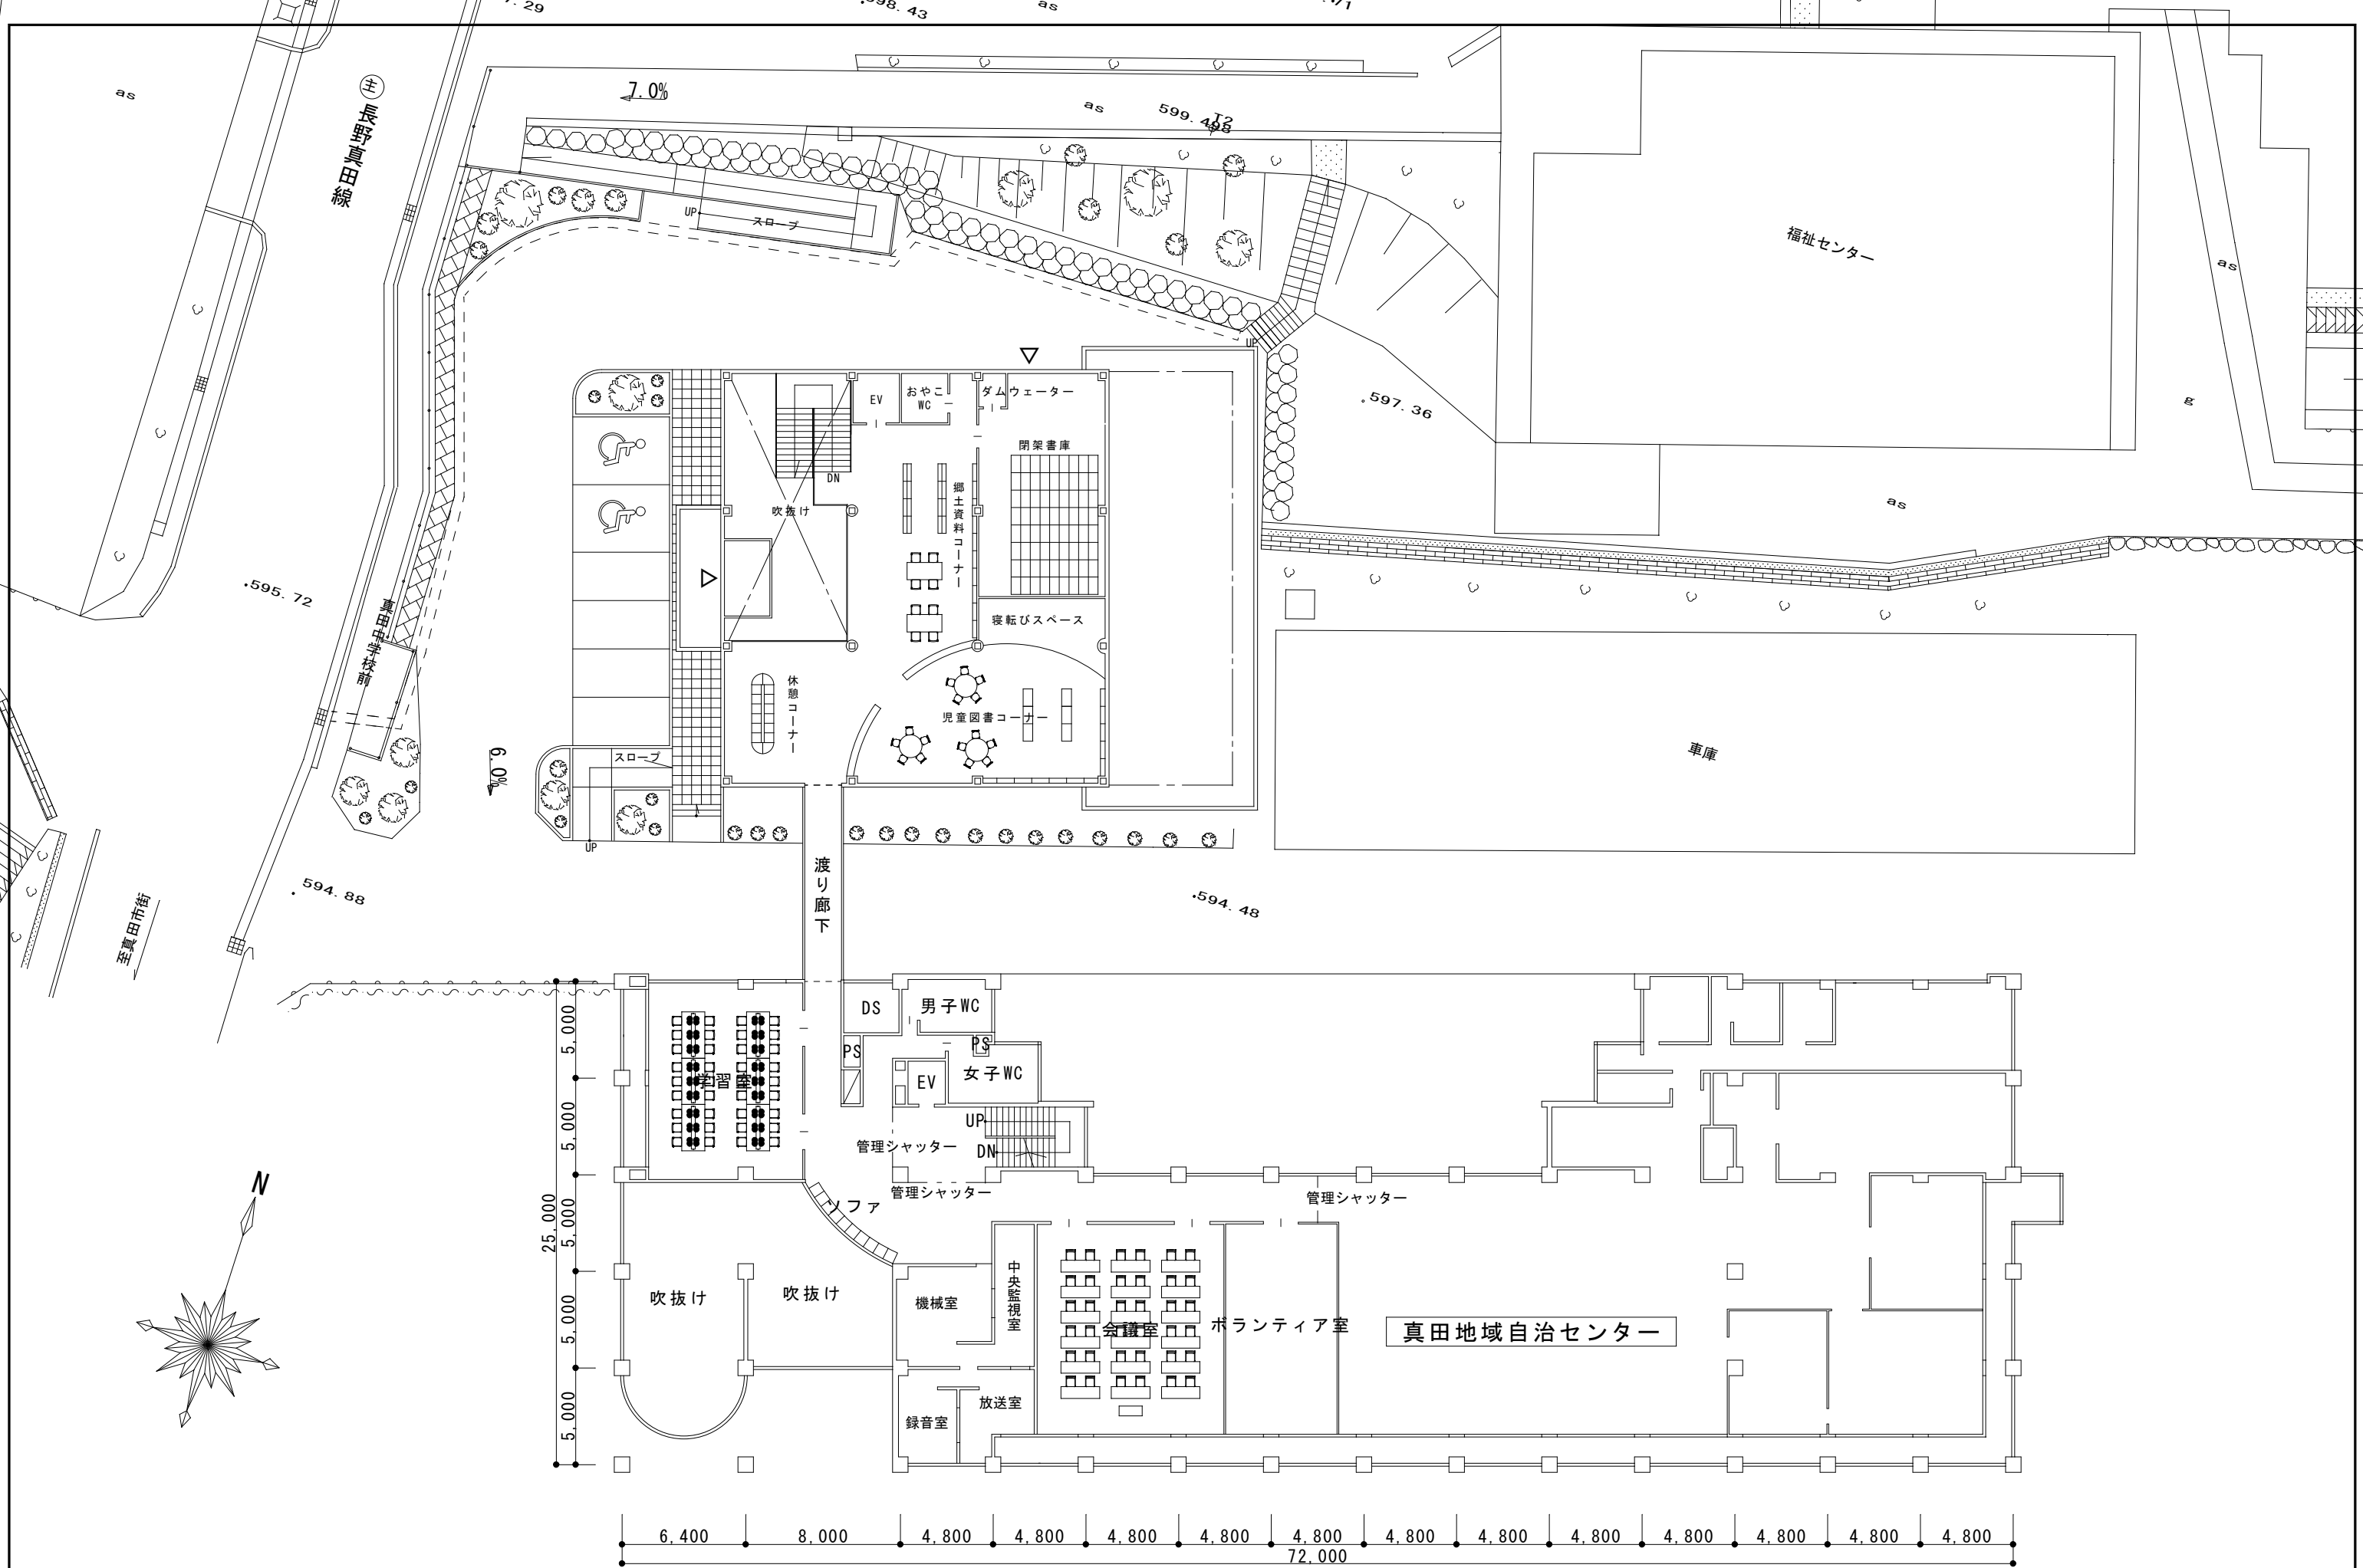 598.43
as
as
主
長野真田線
7.0%
as
599.498
T2
福祉センター
as
UP
スロープ
UP
597.36
g
as
EV
おやこ
WC
ダムウェーター
閉架書庫
DN
吹抜け
郷土資料コーナー
寝転びスペース
595.72
真田中学校前
休憩コーナー
児童図書コーナー
6.0%
スロープ
UP
車庫
594.88
至真田市街
渡り廊下
594.48
DS
男子WC
PS
PS
学習室
EV
女子WC
UP
管理シャッター
DN
管理シャッター
管理シャッター
ソファ
N
吹抜け
吹抜け
機械室
中央監視室
会議室
ボランティア室
真田地域自治センター
放送室
録音室
25,000
5,000
5,000
5,000
5,000
5,000
6,400
8,000
4,800
4,800
4,800
4,800
4,800
4,800
4,800
4,800
4,800
4,800
4,800
4,800
72,000